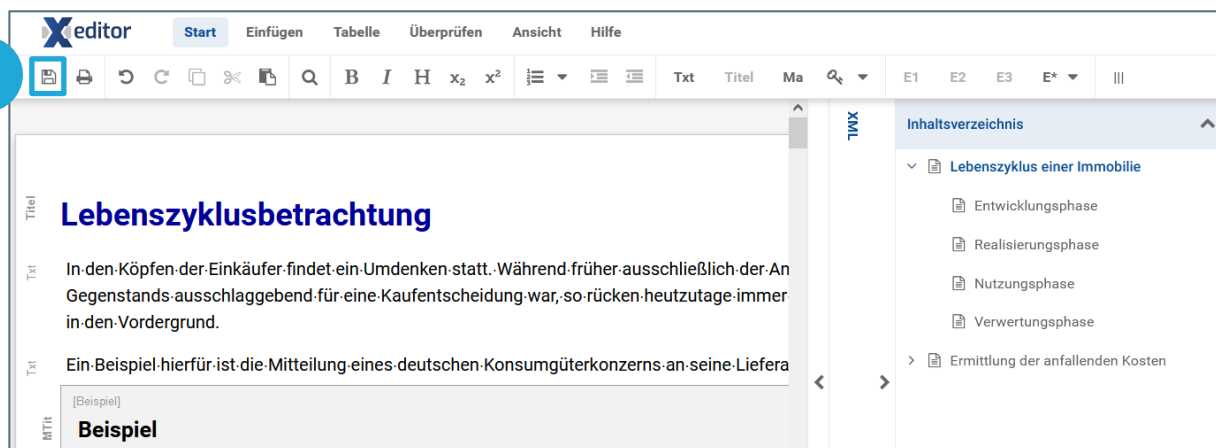 Xeditor
Start Einfügen Tabelle Überprüfen Ansicht Hilfe
B I H x₂ x² Txt Titel Ma E1 E2 E3 E*
XML
Inhaltsverzeichnis
Lebenszyklus einer Immobilie
Entwicklungsphase
Realisierungsphase
Nutzungsphase
Verwertungsphase
Ermittlung der anfallenden Kosten
Titel
Lebenszyklusbetrachtung
Txt
In·den·Köpfen·der·Einkäufer·findet·ein·Umdenken·statt.·Während·früher·ausschließlich·der·An
Gegenstands·ausschlaggebend·für·eine·Kaufentscheidung·war,·so·rücken·heutzutage·immer·
in·den·Vordergrund.
Txt
Ein·Beispiel·hierfür·ist·die·Mitteilung·eines·deutschen·Konsumgüterkonzerns·an·seine·Liefera
[Beispiel]
MTit
Beispiel